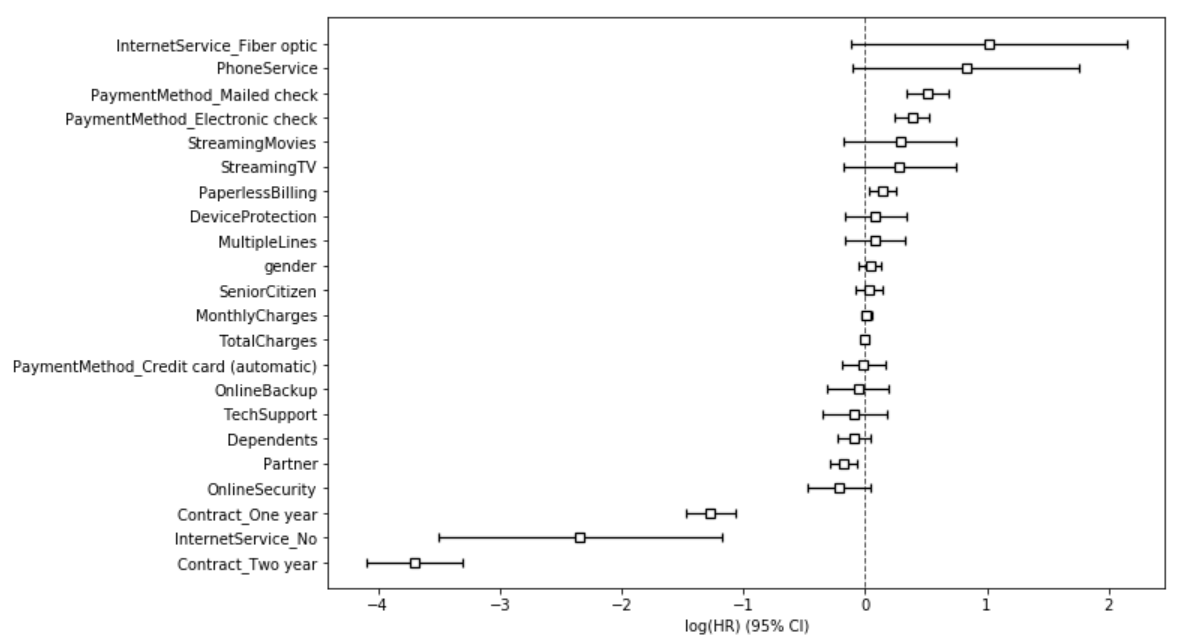 InternetService_Fiber optic
PhoneService
PaymentMethod_Mailed check
PaymentMethod_Electronic check
StreamingMovies
StreamingTV
PaperlessBilling
DeviceProtection
MultipleLines
gender
SeniorCitizen
MonthlyCharges
TotalCharges
PaymentMethod_Credit card (automatic)
OnlineBackup
TechSupport
Dependents
Partner
OnlineSecurity
Contract_One year
InternetService_No
Contract_Two year
−4 −3 −2 −1 0 1 2
log(HR) (95% CI)